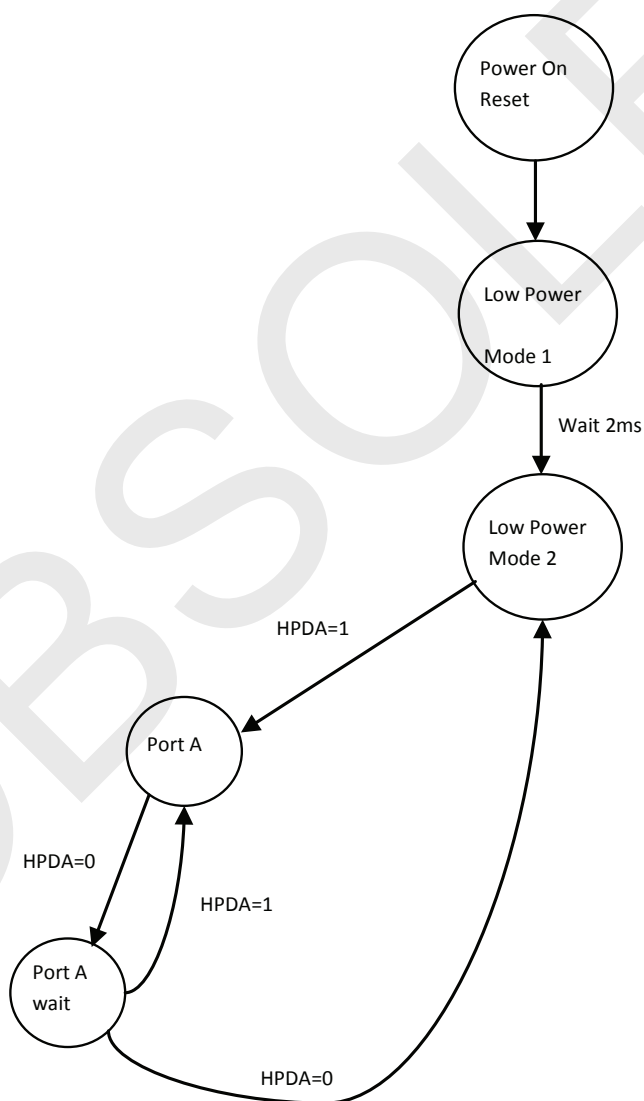 Power On
Reset
Low Power
Mode 1
Wait 2ms
Low Power
Mode 2
HPDA=1
Port A
HPDA=0
HPDA=1
Port A
wait
HPDA=0
OBSOLE